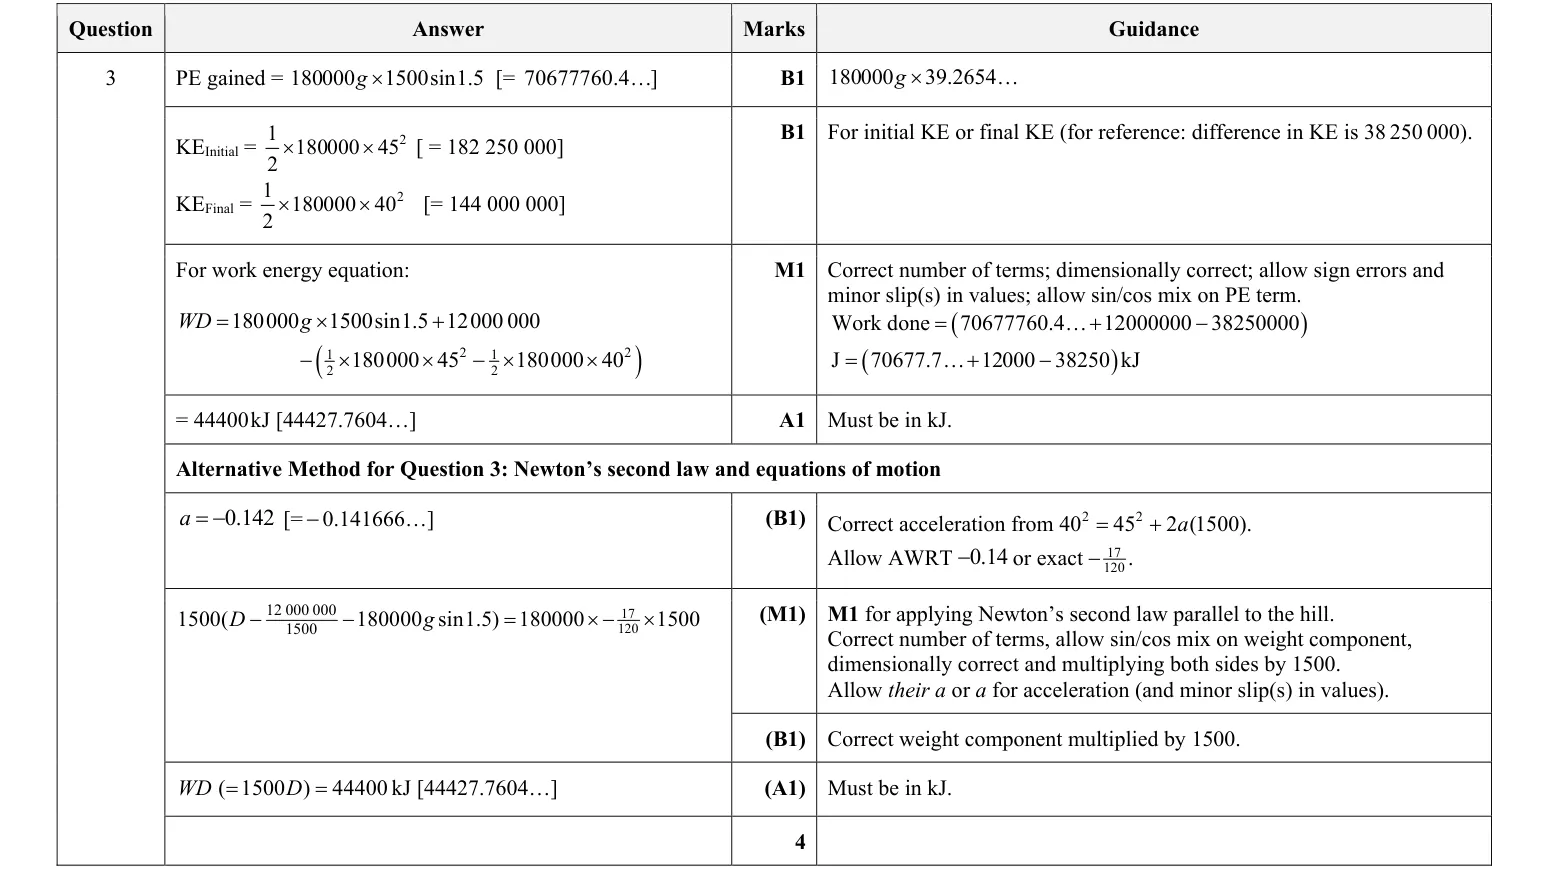 Question Answer Marks Guidance
3 PE gained = 180000g × 1500 sin 1.5 [= 70677760.4…] B1 180000g × 39.2654…
KE_Initial = 1/2 × 180000 × 45² [ = 182 250 000] B1 For initial KE or final KE (for reference: difference in KE is 38 250 000).
KE_Final = 1/2 × 180000 × 40² [= 144 000 000]
For work energy equation: M1 Correct number of terms; dimensionally correct; allow sign errors and
minor slip(s) in values; allow sin/cos mix on PE term.
WD = 180 000g × 1500 sin 1.5 + 12 000 000 Work done = (70677760.4… + 12000000 − 38250000)
−(1/2 × 180 000 × 45² − 1/2 × 180 000 × 40²) J = (70677.7… + 12000 − 38250) kJ
= 44400 kJ [44427.7604…] A1 Must be in kJ.
Alternative Method for Question 3: Newton’s second law and equations of motion
a = −0.142 [= − 0.141666…] (B1) Correct acceleration from 40² = 45² + 2a(1500).
Allow AWRT −0.14 or exact − 17/120.
1500(D − 12 000 000/1500 − 180000g sin 1.5) = 180000 × − 17/120 × 1500 (M1) M1 for applying Newton’s second law parallel to the hill.
Correct number of terms, allow sin/cos mix on weight component,
dimensionally correct and multiplying both sides by 1500.
Allow their a or a for acceleration (and minor slip(s) in values).
(B1) Correct weight component multiplied by 1500.
WD (= 1500D) = 44400 kJ [44427.7604…] (A1) Must be in kJ.
4